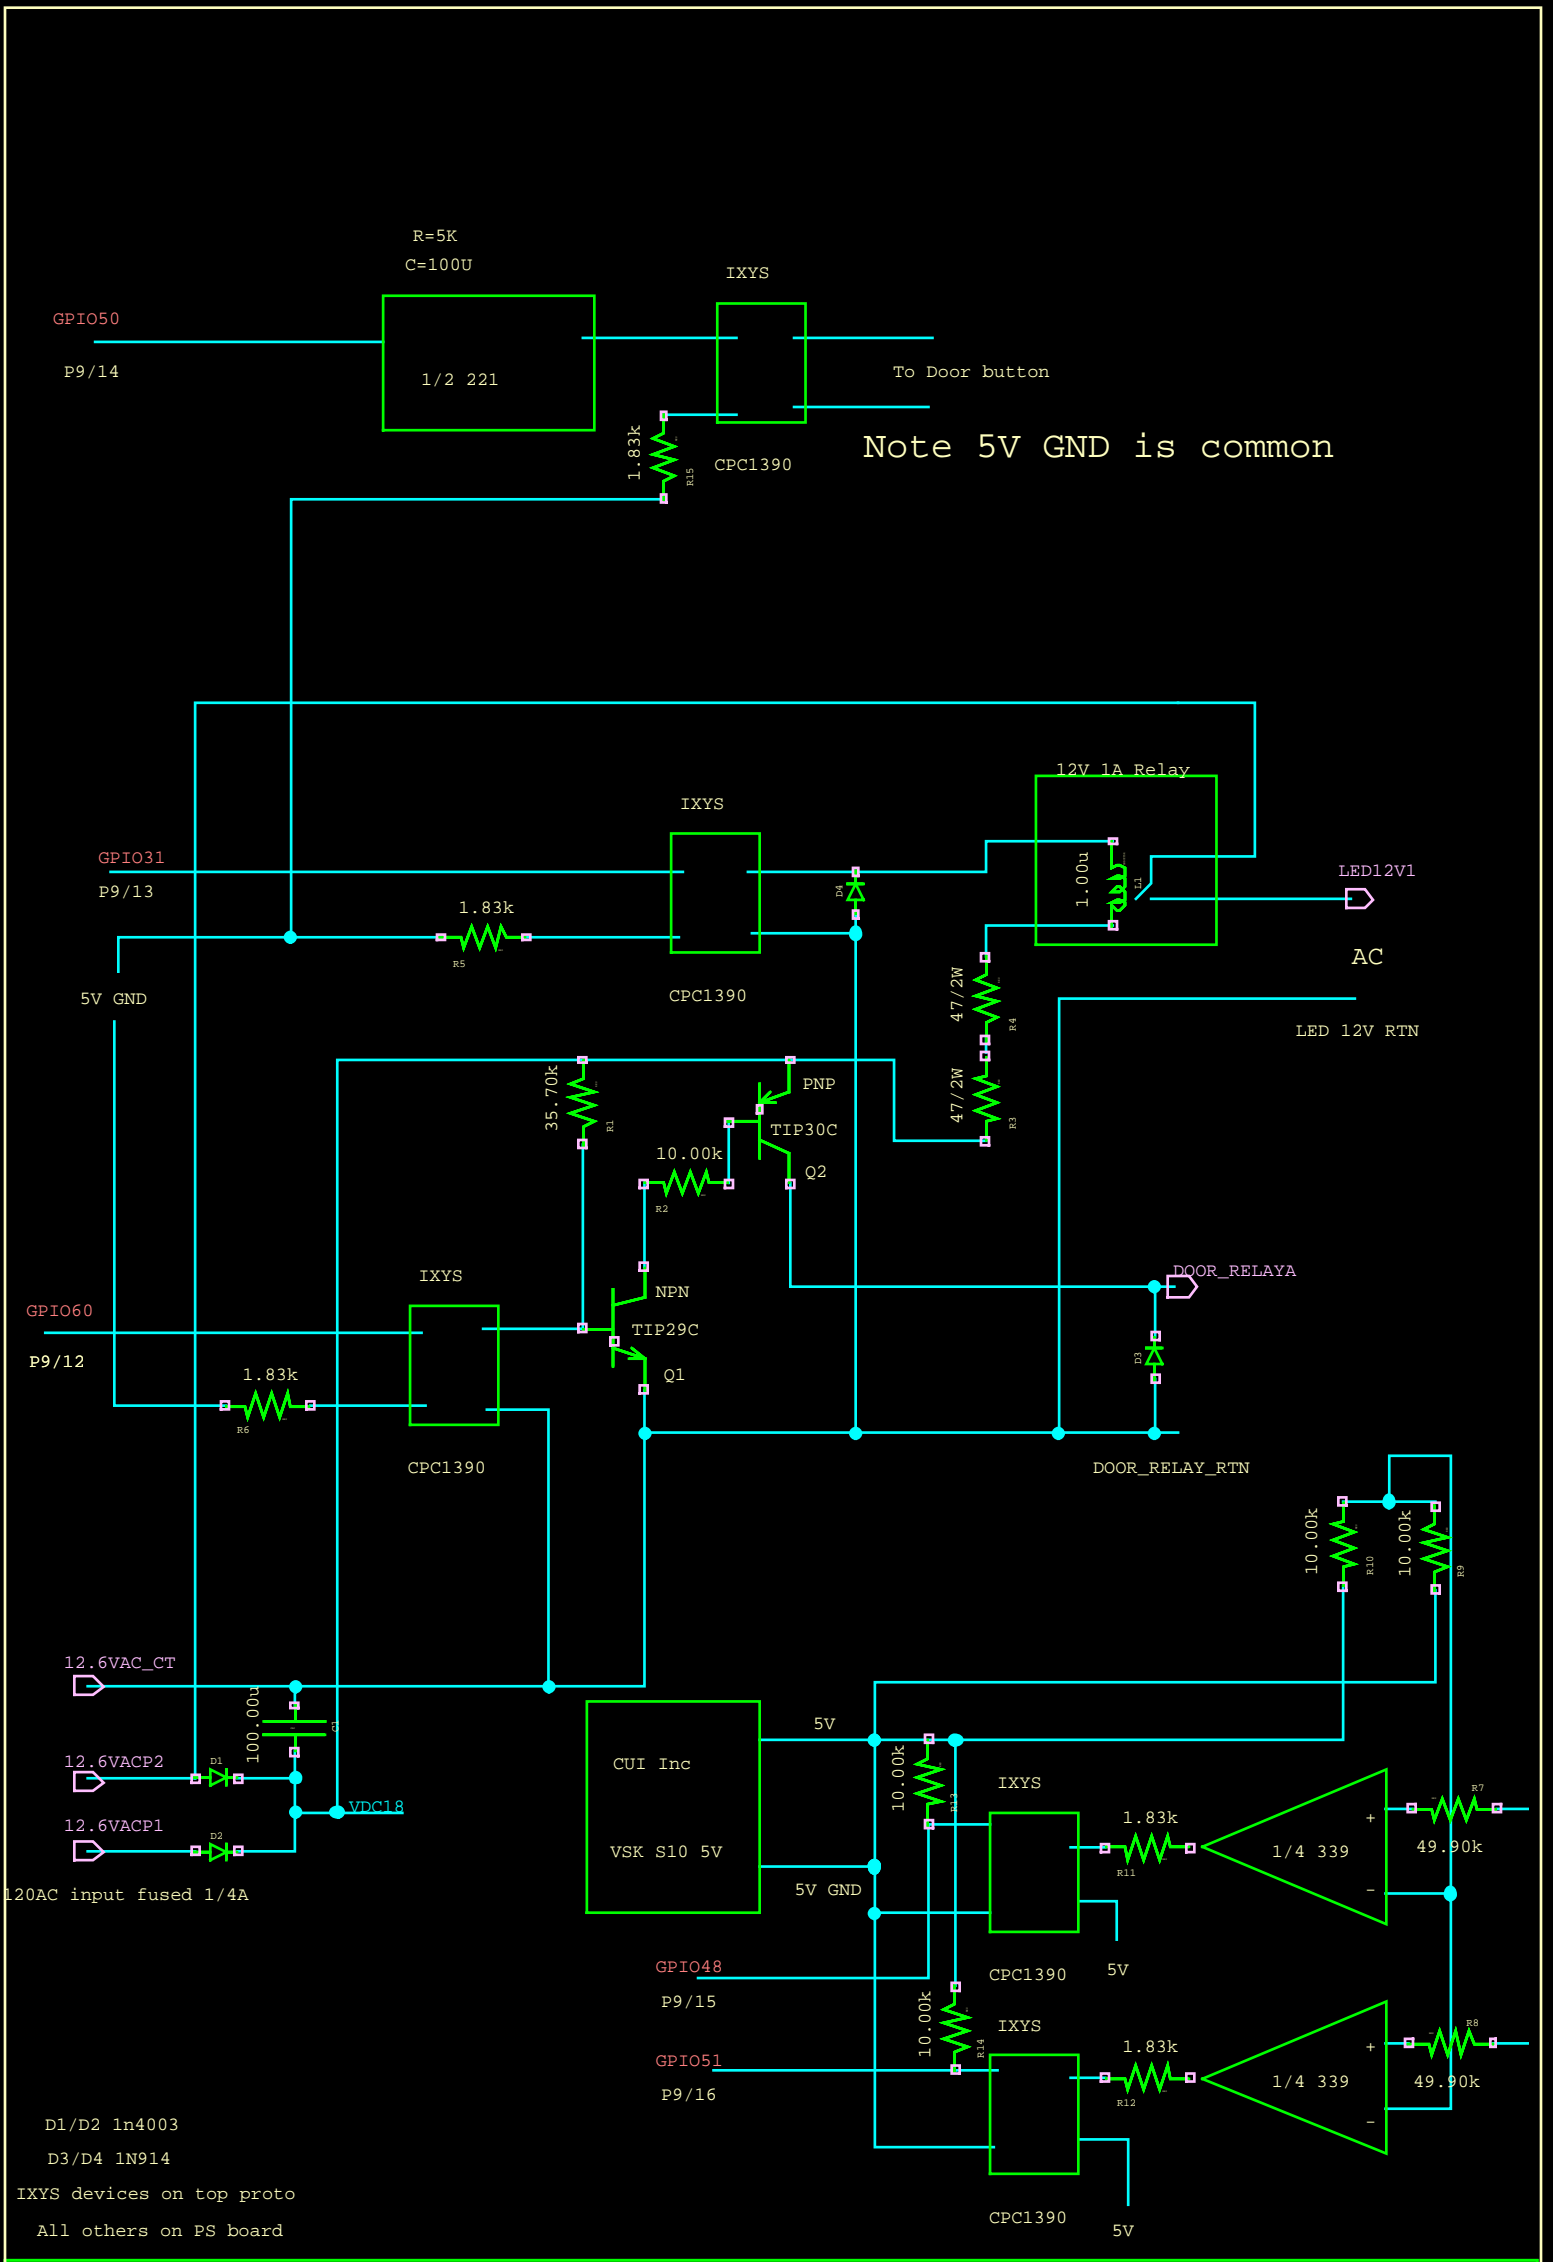 R=5K
C=100U
IXYS
GPIO50
P9/14
1/2 221
To Door button
1.83k
R15
CPC1390
Note 5V GND is common
12V 1A Relay
IXYS
GPIO31
P9/13
1.83k
R5
D4
1.00u
L1
LED12V1
AC
5V GND
CPC1390
47/2W
R4
LED 12V RTN
35.70k
R1
PNP
TIP30C
Q2
47/2W
R3
10.00k
R2
IXYS
NPN
TIP29C
Q1
DOOR_RELAYA
GPIO60
P9/12
1.83k
R6
D3
CPC1390
DOOR_RELAY_RTN
10.00k
R10
10.00k
R9
12.6VAC_CT
100.00u
C1
12.6VACP2
D1
VDC18
12.6VACP1
D2
120AC input fused 1/4A
CUI Inc
VSK S10 5V
5V
5V GND
10.00k
R13
IXYS
1.83k
R11
+
1/4 339
-
R7
49.90k
CPC1390
5V
GPIO48
P9/15
10.00k
R14
IXYS
1.83k
R12
+
1/4 339
-
R8
49.90k
GPIO51
P9/16
CPC1390
5V
D1/D2 1n4003
D3/D4 1N914
IXYS devices on top proto
All others on PS board